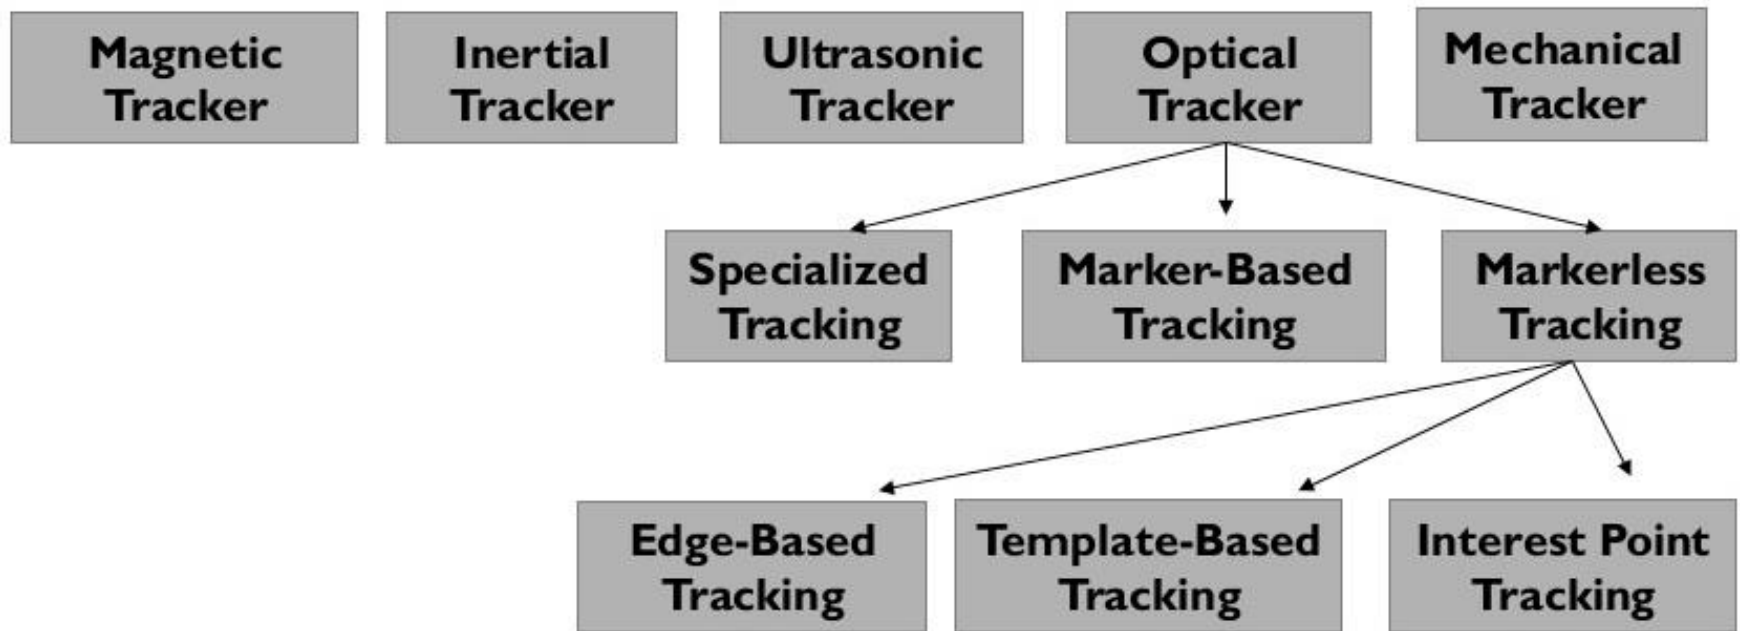 Magnetic
Tracker
Inertial
Tracker
Ultrasonic
Tracker
Optical
Tracker
Mechanical
Tracker
Specialized
Tracking
Marker-Based
Tracking
Markerless
Tracking
Edge-Based
Tracking
Template-Based
Tracking
Interest Point
Tracking